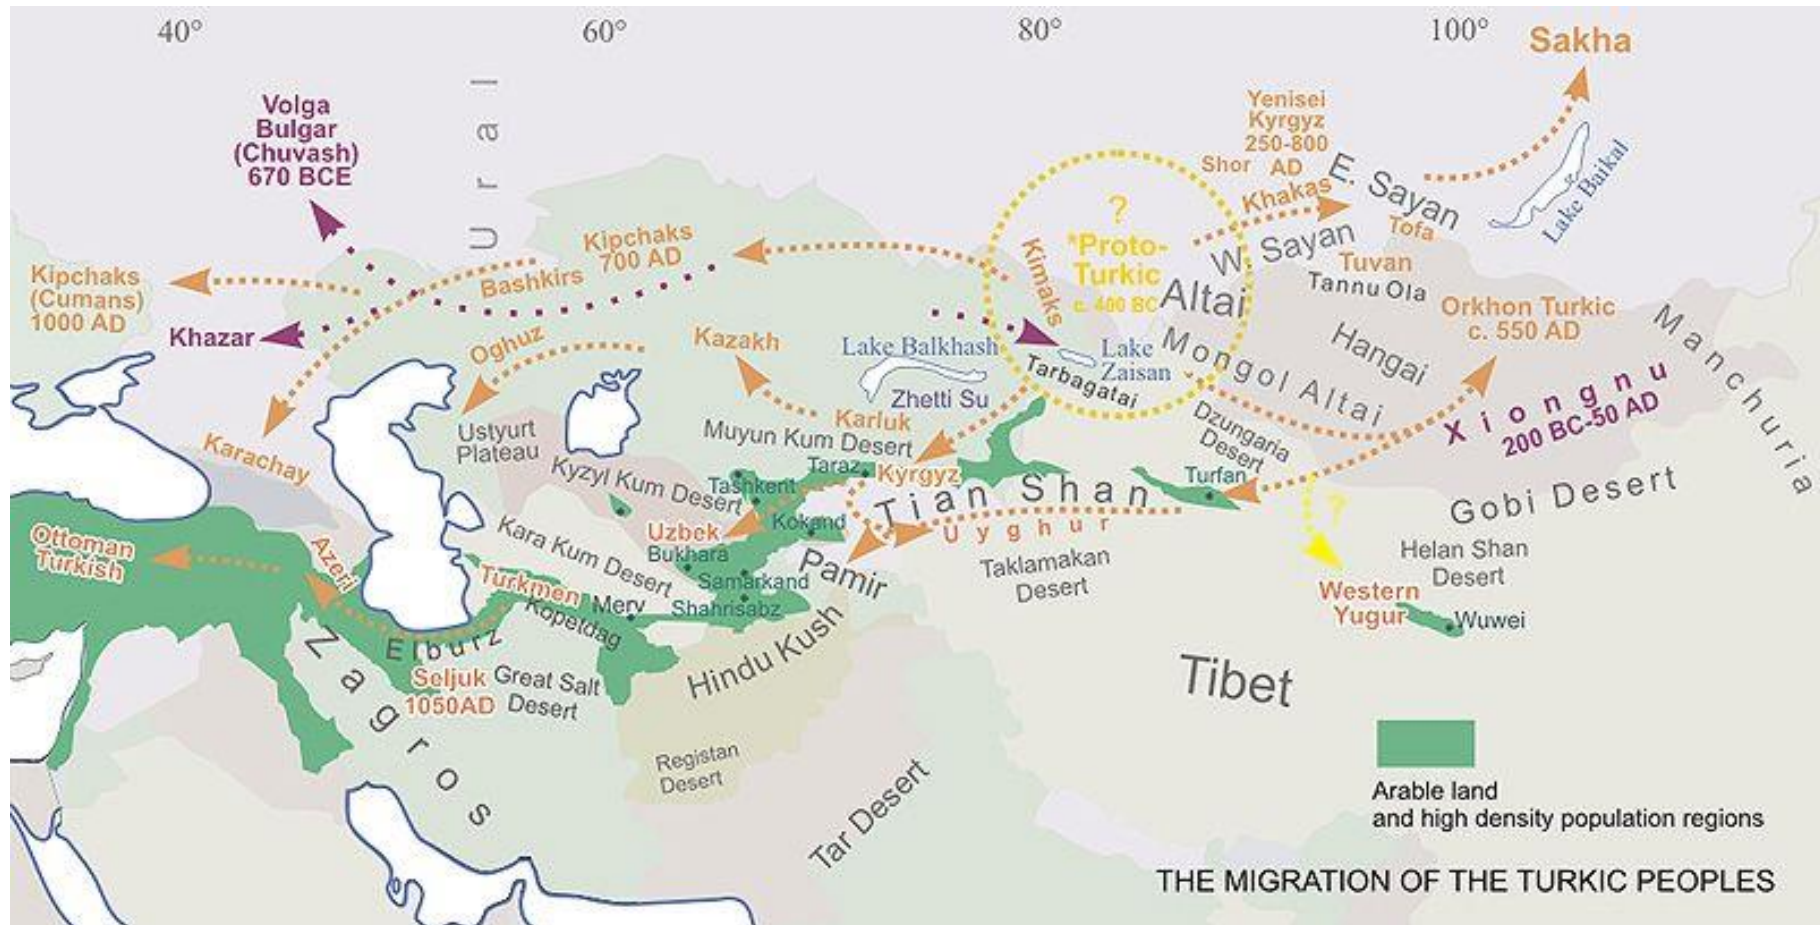 40°
60°
80°
100°
Sakha
Volga
Bulgar
(Chuvash)
670 BCE
Ural
Yenisei
Kyrgyz
250-800
AD
Shor
Khakas
E. Sayan
Lake Baikal
?
*Proto-
Turkic
c. 400 BC
Kimaks
W. Sayan
Tofa
Tuvan
Tannu Ola
Altai
Kipchaks
700 AD
Bashkirs
Kipchaks
(Cumans)
1000 AD
Khazar
Oghuz
Kazakh
Lake Balkhash
Zhetti Su
Lake
Zaisan
Tarbagatai
Mongol Altai
Hangai
Orkhon Turkic
c. 550 AD
Manchuria
Xiongnu
200 BC-50 AD
Karachay
Ustyurt
Plateau
Karluk
Muyun Kum Desert
Dzungaria
Desert
Kyzyl Kum Desert
Taraz
Kyrgyz
Tashkent
Turfan
Tian Shan
Gobi Desert
Kara Kum Desert
Uzbek
Kokand
Bukhara
Uyghur
?
Ottoman
Turkish
Azeri
Turkmen
Samarkand
Pamir
Taklamakan
Desert
Helan Shan
Desert
Kopetdag
Merv
Shahrisabz
Western
Yugur
Wuwei
Elburz
Zagros
Seljuk
1050AD
Great Salt
Desert
Hindu Kush
Tibet
Registan
Desert
Tar Desert
Arable land
and high density population regions
THE MIGRATION OF THE TURKIC PEOPLES